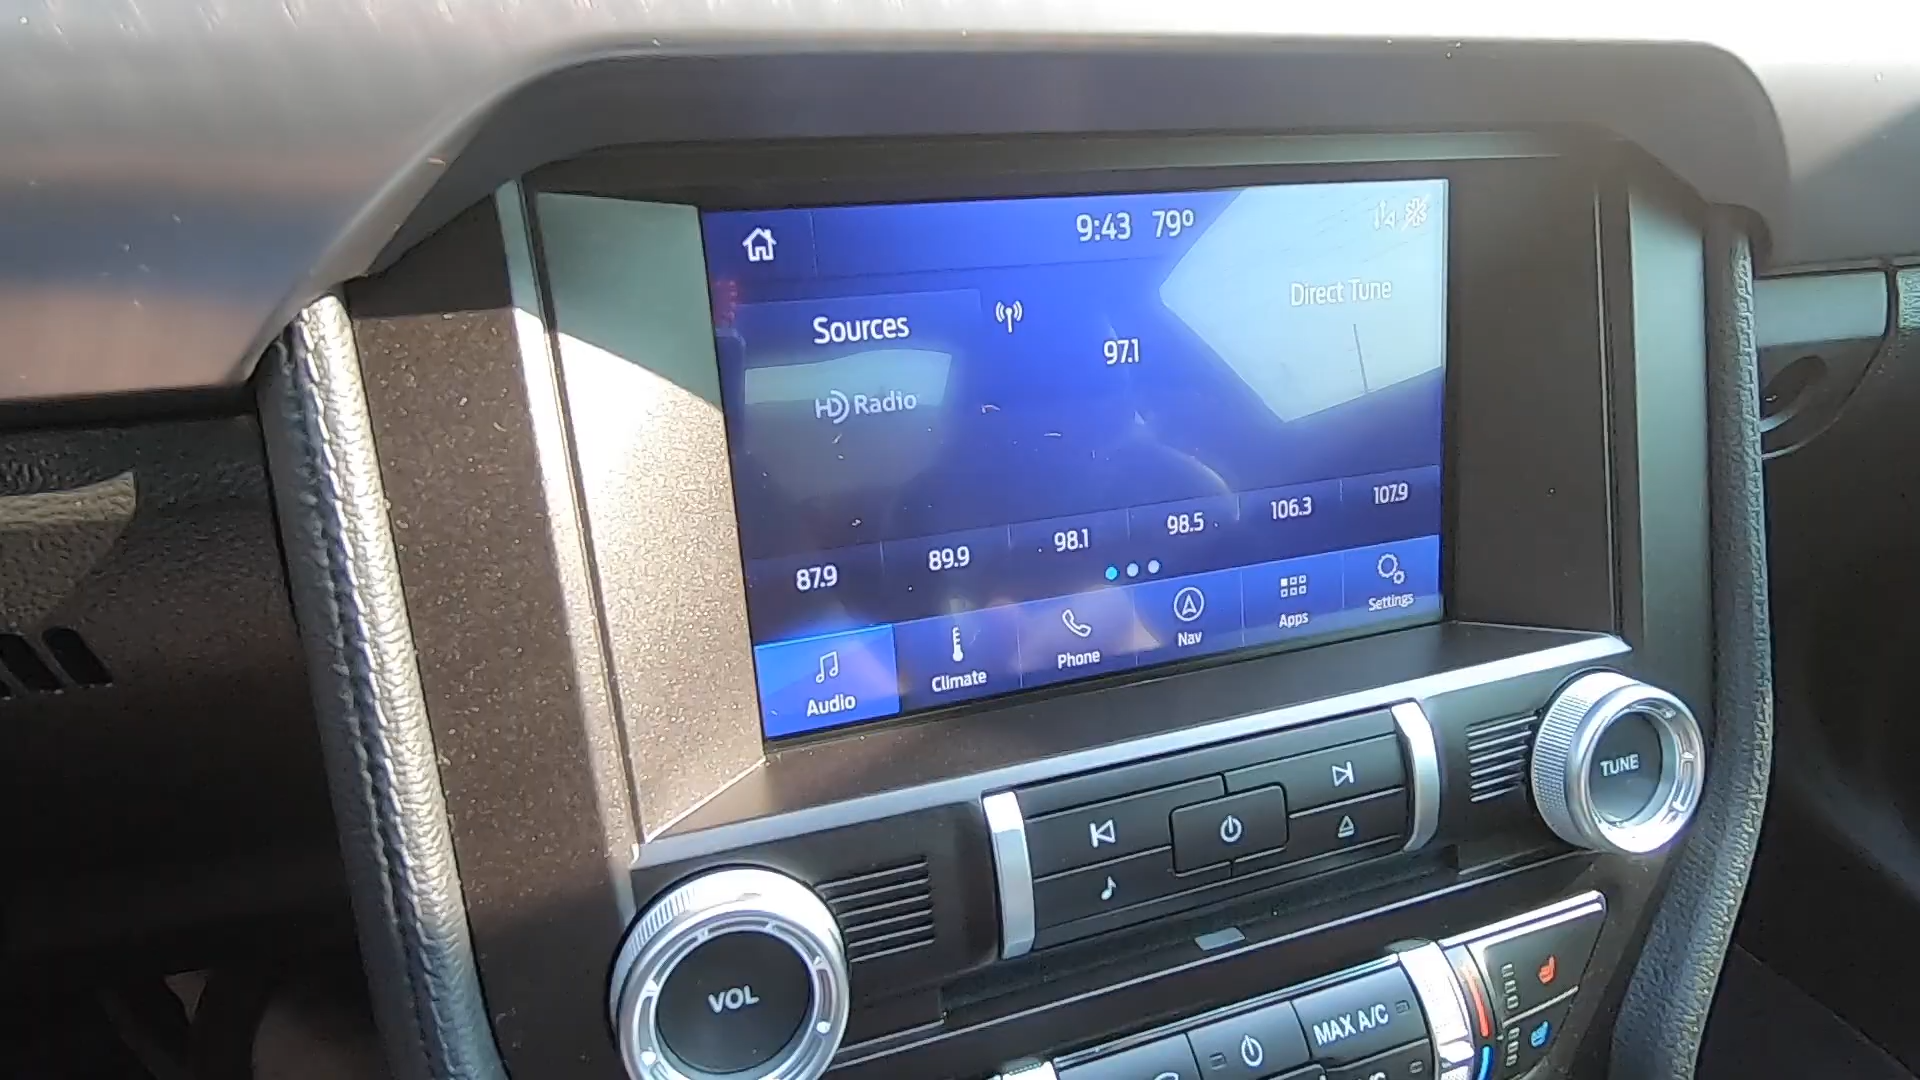 9:43 79°
Sources
Direct Tune
97.1
HD Radio
87.9
89.9
98.1
98.5
106.3
107.9
Audio
Climate
Phone
Nav
Apps
Settings
TUNE
VOL
MAX A/C